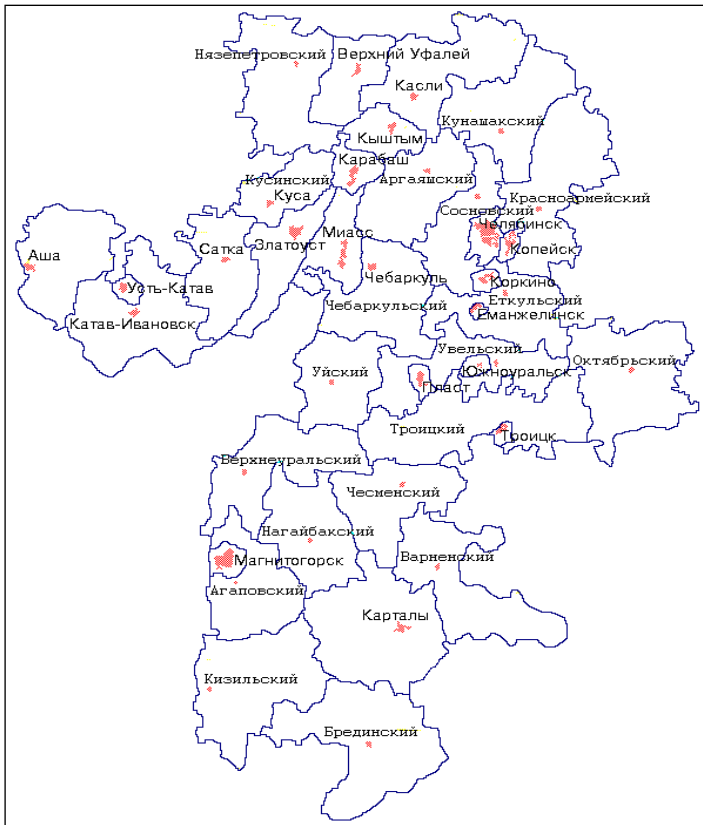 Нязепетровский
Верхний Уфалей
Касли
Кунашакский
Кыштым
Карабаш
Аргаяшский
Кусинский
Куса
Красноармейский
Сосновский
Челябинск
Копейск
Миасс
Златоуст
Сатка
Аша
Чебаркуль
Усть-Катав
Коркино
Еткульский
Чебаркульский
Еманжелинск
Катав-Ивановск
Увельский
Октябрьский
Уйский
Южноуральск
Пласт
Троицкий
Троицк
Верхнеуральский
Чесменский
Нагайбакский
Магнитогорск
Варненский
Агаповский
Карталы
Кизильский
Брединский